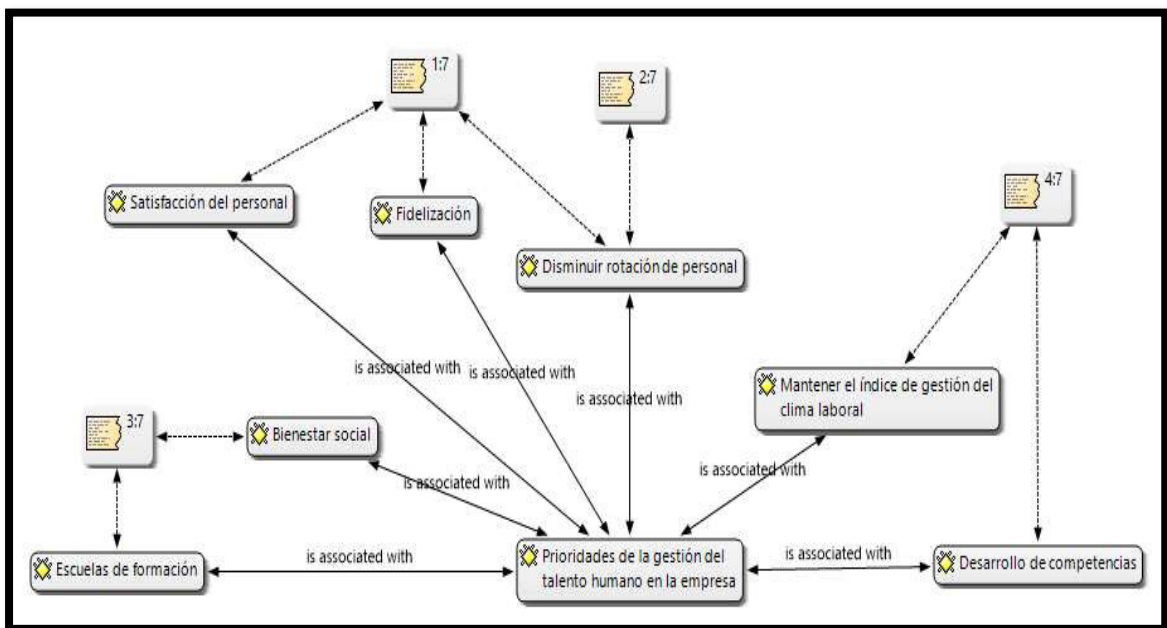 1:7
2:7
4:7
Satisfacción del personal
Fidelización
Disminuir rotación de personal
is associated with
is associated with
is associated with
Mantener el índice de gestión del
clima laboral
3:7
Bienestar social
is associated with
is associated with
Escuelas de formación
is associated with
Prioridades de la gestión del
talento humano en la empresa
is associated with
Desarrollo de competencias